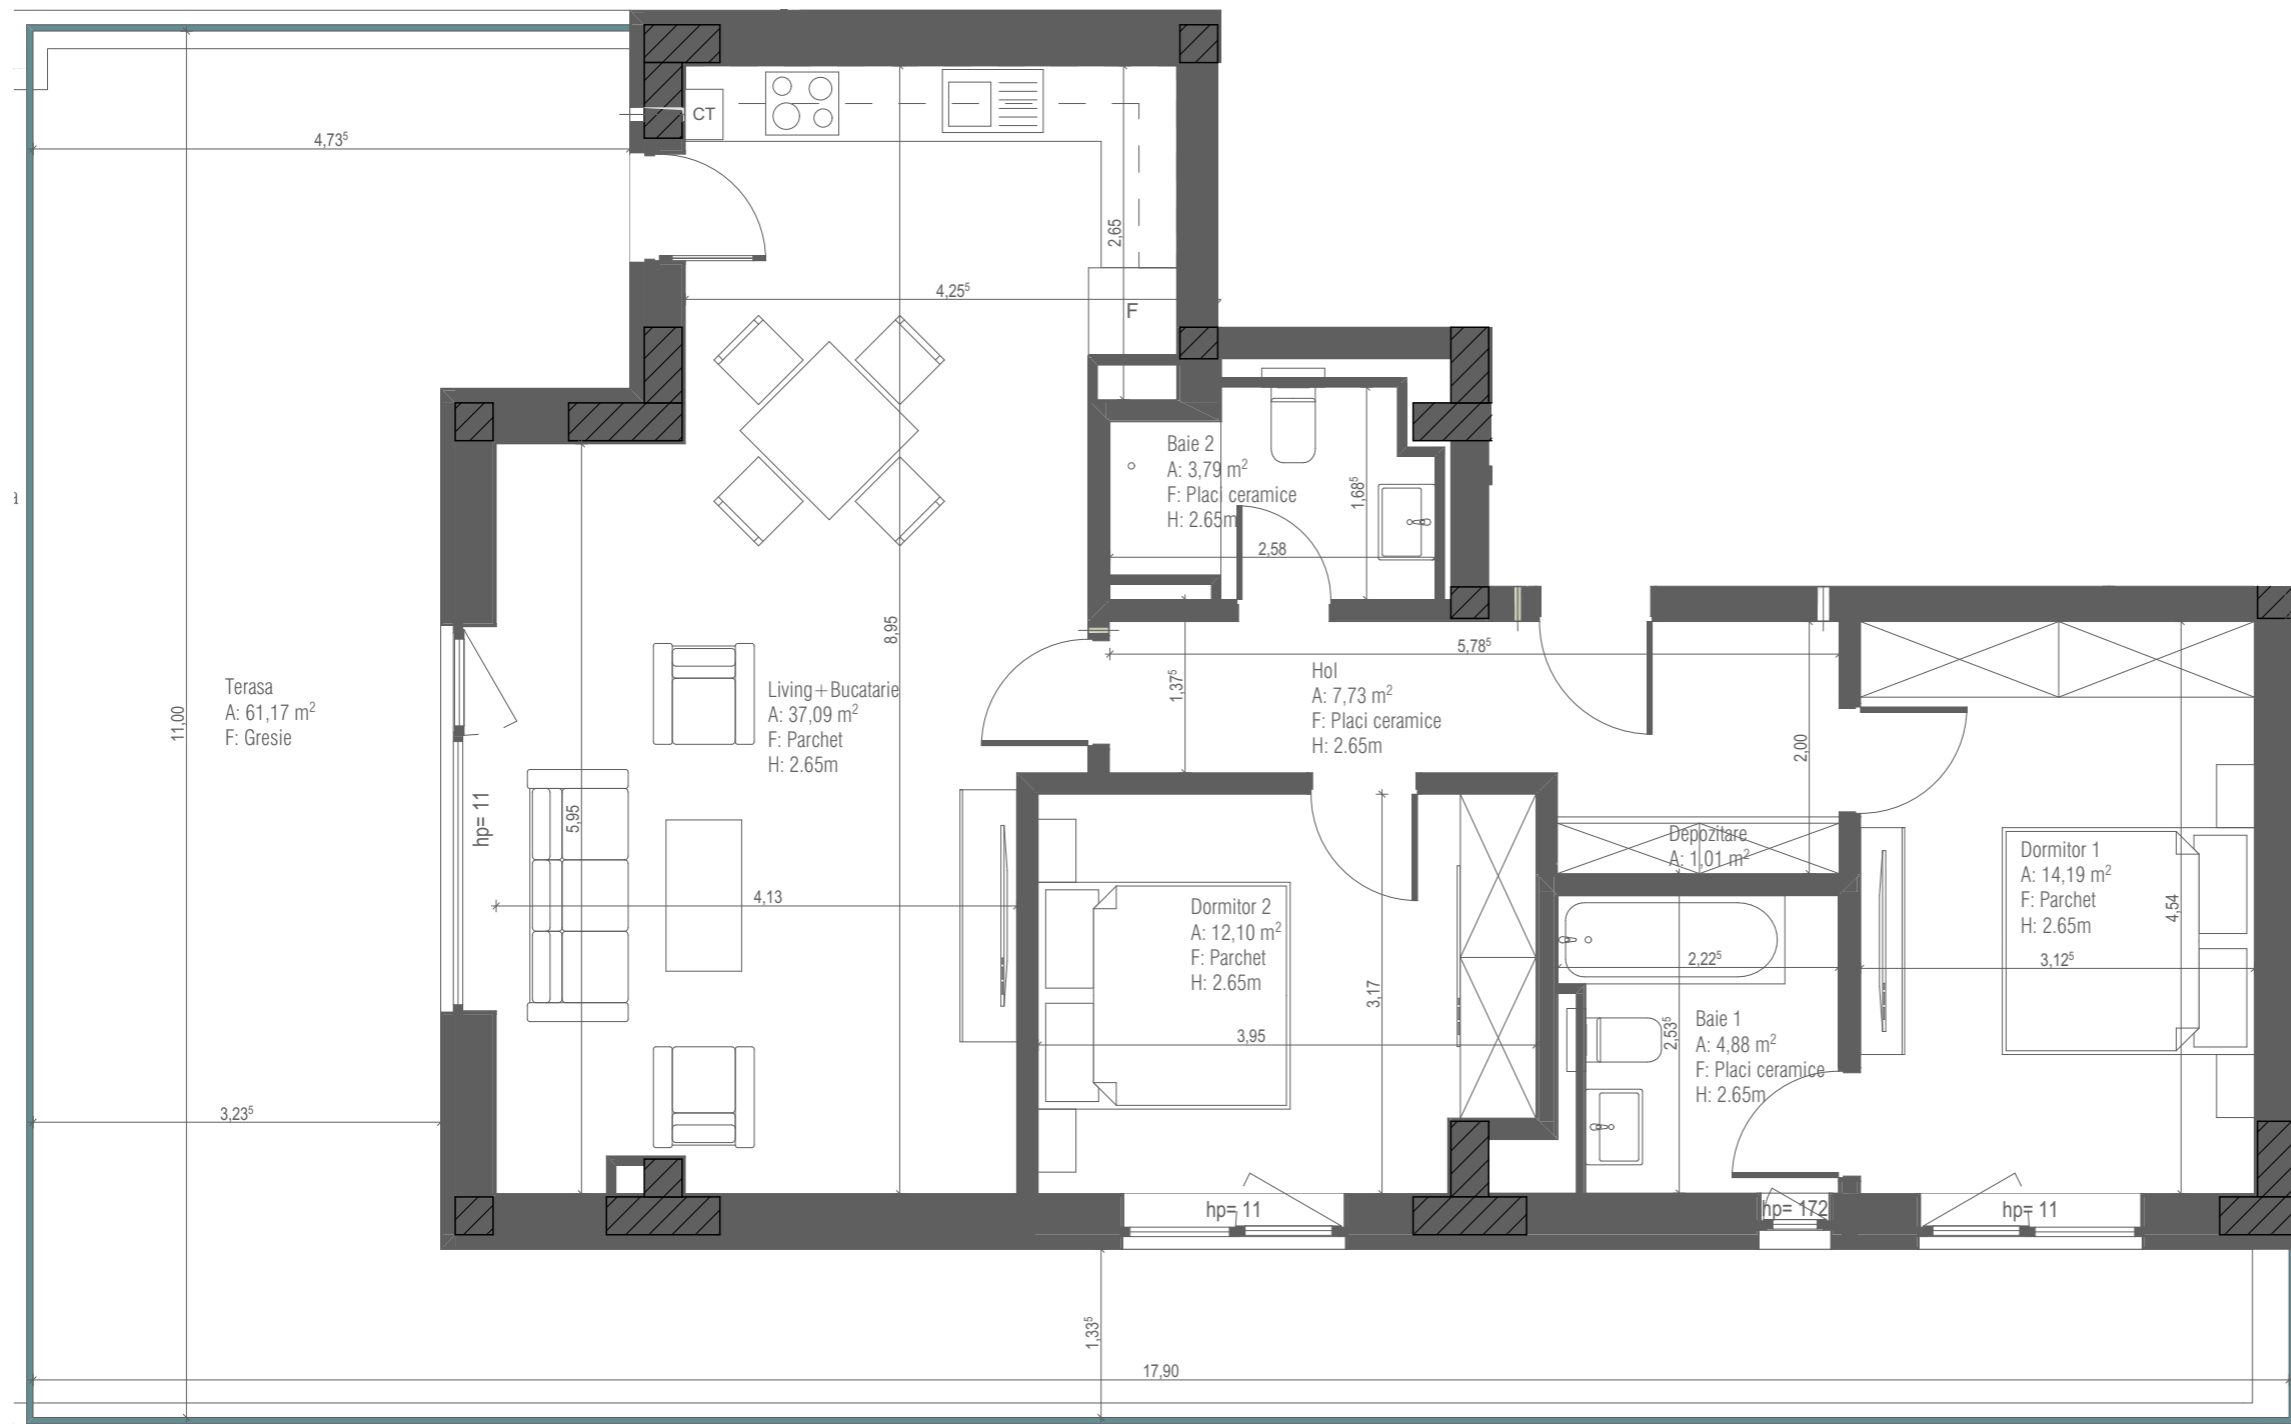 CT
4,73⁵
2,65
4,25⁵
F
Baie 2
A: 3,79 m²
F: Placi ceramice
H: 2.65m
1,68⁵
2,58
8,95
5,78⁵
Terasa
A: 61,17 m²
F: Gresie
11,00
Living+Bucatarie
A: 37,09 m²
F: Parchet
H: 2.65m
1,37⁵
Hol
A: 7,73 m²
F: Placi ceramice
H: 2.65m
2,00
hp= 11
5,95
4,13
Depozitare
A: 1,01 m²
Dormitor 1
A: 14,19 m²
F: Parchet
H: 2.65m
4,54
3,12⁵
Dormitor 2
A: 12,10 m²
F: Parchet
H: 2.65m
3,17
3,95
2,22⁵
2,53⁵
Baie 1
A: 4,88 m²
F: Placi ceramice
H: 2.65m
3,23⁵
hp= 11
hp= 172
hp= 11
1,33⁵
17,90